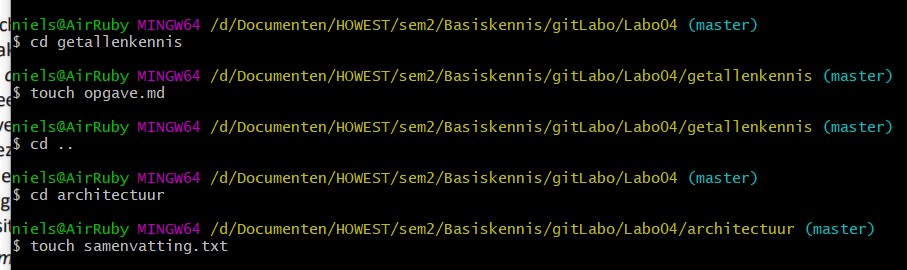 niels@AirRuby MINGW64 /d/Documenten/HOWEST/sem2/Basiskennis/gitLabo/Labo04 (master)
$ cd getallenkennis
niels@AirRuby MINGW64 /d/Documenten/HOWEST/sem2/Basiskennis/gitLabo/Labo04/getallenkennis (master)
$ touch opgave.md
niels@AirRuby MINGW64 /d/Documenten/HOWEST/sem2/Basiskennis/gitLabo/Labo04/getallenkennis (master)
$ cd ..
niels@AirRuby MINGW64 /d/Documenten/HOWEST/sem2/Basiskennis/gitLabo/Labo04 (master)
$ cd architectuur
niels@AirRuby MINGW64 /d/Documenten/HOWEST/sem2/Basiskennis/gitLabo/Labo04/architectuur (master)
$ touch samenvatting.txt